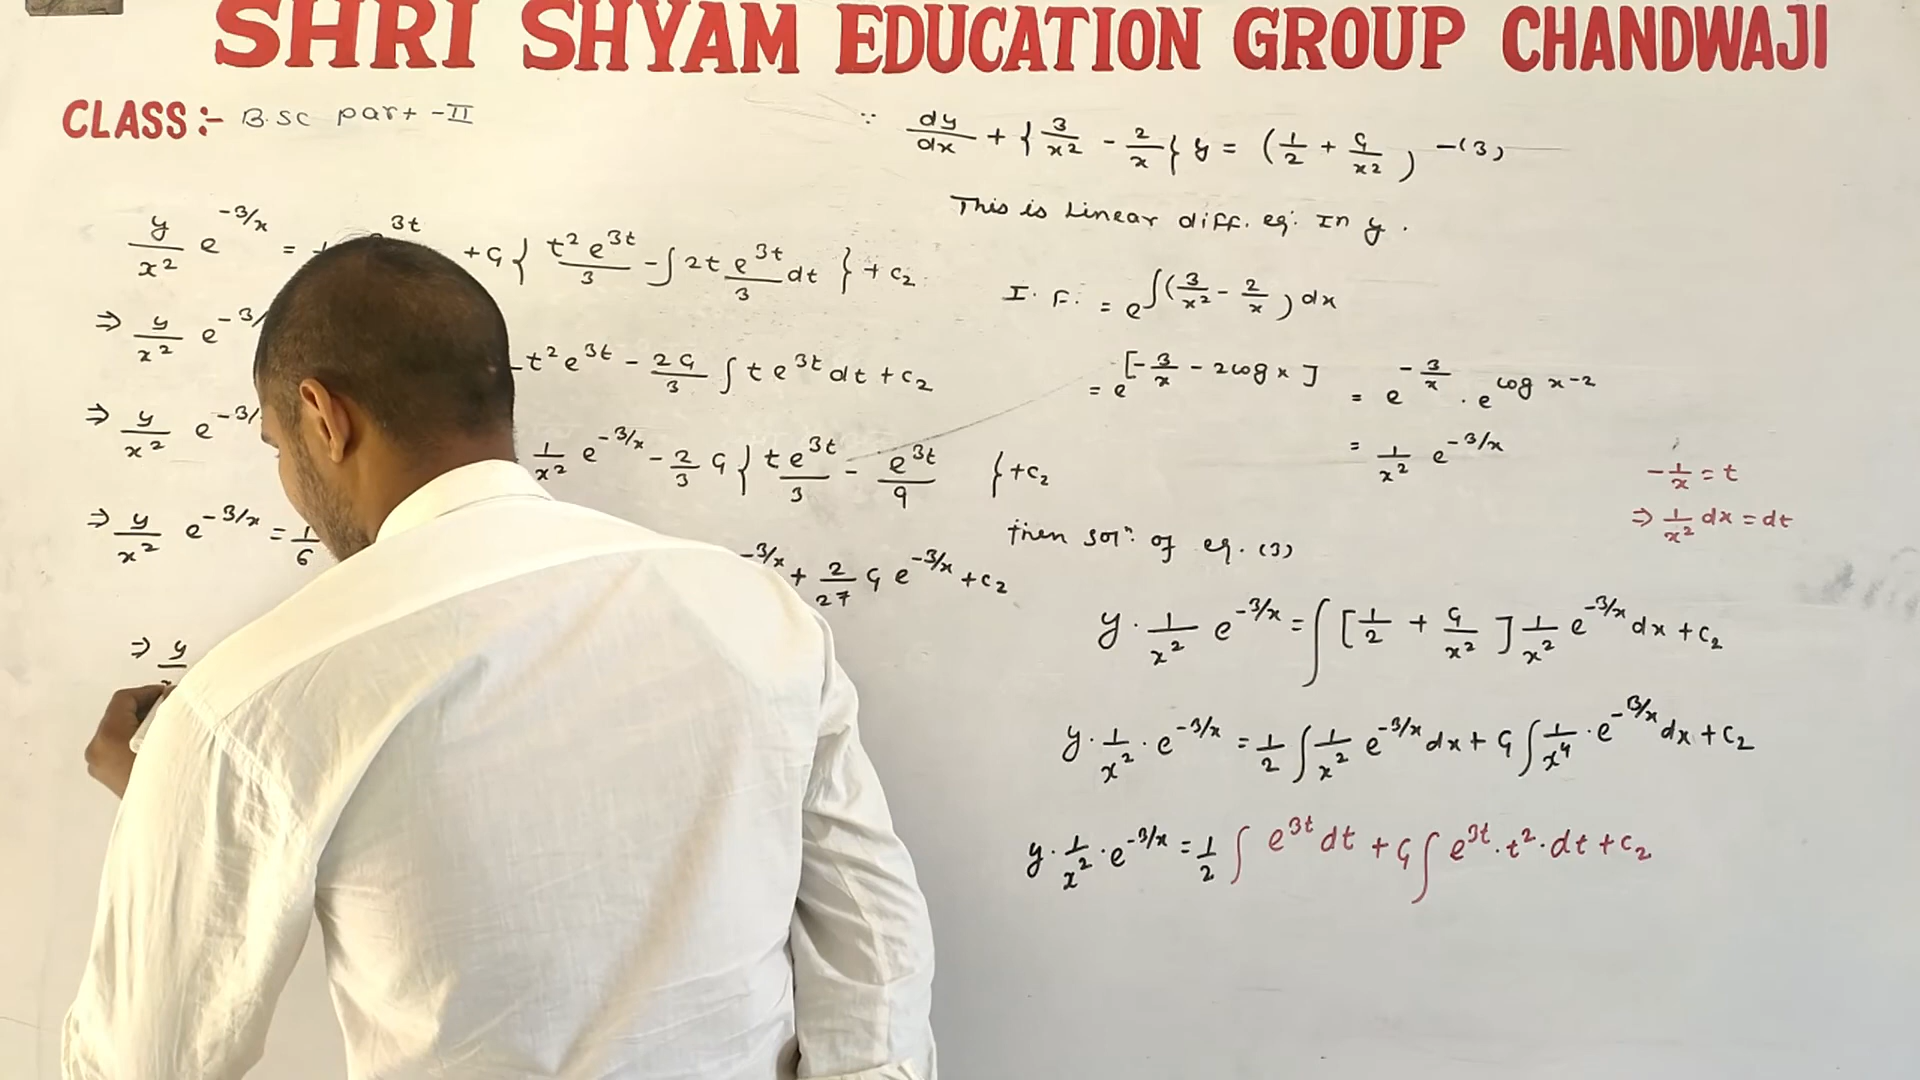 SHRI SHYAM EDUCATION GROUP CHANDWAJI
CLASS :- B.Sc part -II
y/x² e^(-3/x) = e^(3t) + C₁ { t² e^(3t)/3 - ∫ 2t e^(3t)/3 dt } + C₂
⇒ y/x² e^(-3/ t² e^(3t) - 2C₁/3 ∫ t e^(3t) dt + C₂
⇒ y/x² e^(-3/ 1/x² e^(-3/x) - 2/3 C₁ { t e^(3t)/3 - e^(3t)/9 } + C₂
⇒ y/x² e^(-3/x) = 1/6 -3/x + 2/27 C₁ e^(-3/x) + C₂
⇒ y
∵ dy/dx + { 3/x² - 2/x } y = ( 1/2 + C₁/x² ) -(3)
This is Linear diff. eqⁿ. In y .
I. F. = e^(∫( 3/x² - 2/x ) dx)
= e^([-3/x - 2 log x ]) = e^(-3/x) . e^(log x-2)
= 1/x² e^(-3/x)
-1/x = t
⇒ 1/x² dx = dt
then solⁿ. of eq. (3)
y . 1/x² e^(-3/x) = ∫ [ 1/2 + C₁/x² ] 1/x² e^(-3/x) dx + C₂
y . 1/x² . e^(-3/x) = 1/2 ∫ 1/x² e^(-3/x) dx + C₁ ∫ 1/x⁴ . e^(-3/x) dx + C₂
y . 1/x² . e^(-3/x) = 1/2 ∫ e^(3t) dt + C₁ ∫ e^(3t) . t² . dt + C₂